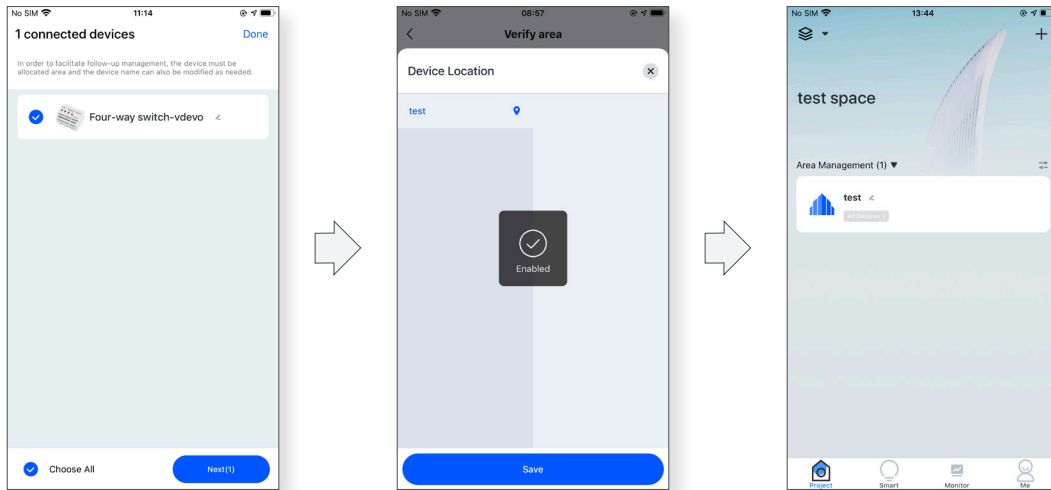 No SIM 11:14
1 connected devices Done
In order to facilitate follow-up management, the device must be
allocated area and the device name can also be modified as needed.
Four-way switch-vdevo
Choose All Next(1)
No SIM 08:57
Verify area
Device Location
test
Enabled
Save
No SIM 13:44
test space
Area Management (1)
test
All Devices 1
Project Smart Monitor Me